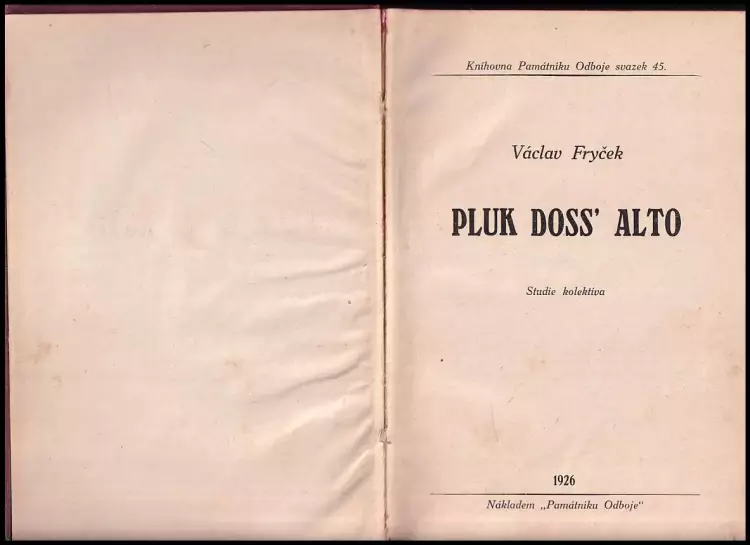 Knihovna Památníku Odboje svazek 45.
Václav Fryček
PLUK DOSS' ALTO
Studie kolektiva
1926
Nákladem „Památníku Odboje"